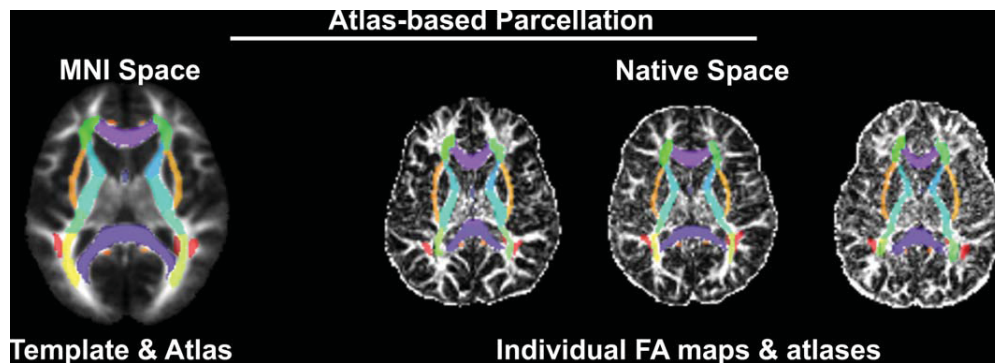 Atlas-based Parcellation
MNI Space
Native Space
Template & Atlas
Individual FA maps & atlases